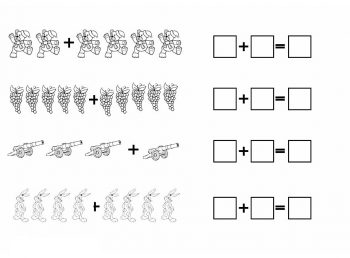 + + =
+ + =
+ + =
+ + =